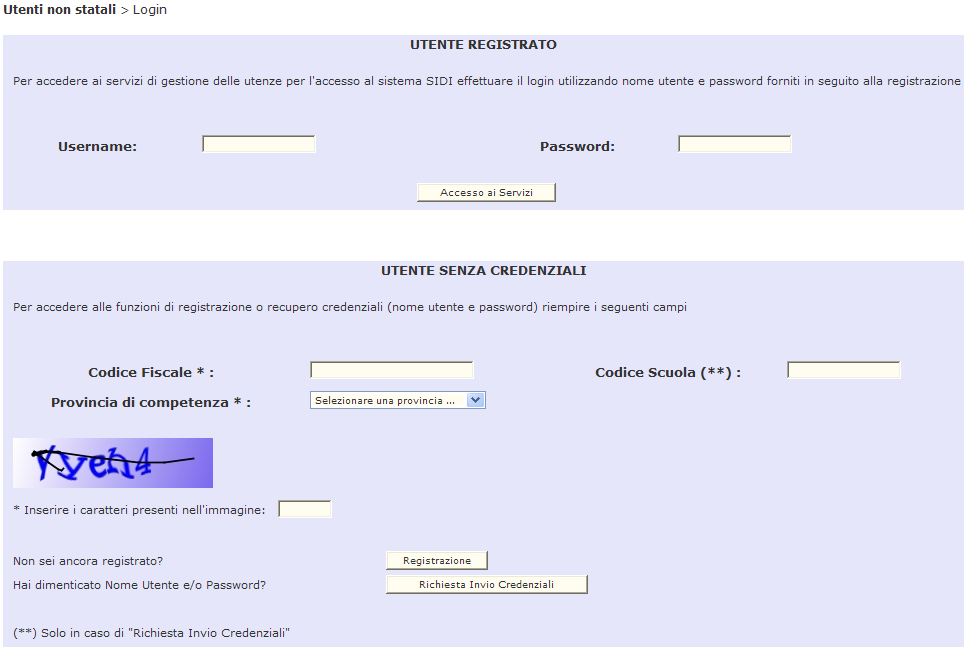 Utenti non statali > Login
UTENTE REGISTRATO
Per accedere ai servizi di gestione delle utenze per l'accesso al sistema SIDI effettuare il login utilizzando nome utente e password forniti in seguito alla registrazione
Username: Password:
Accesso ai Servizi
UTENTE SENZA CREDENZIALI
Per accedere alle funzioni di registrazione o recupero credenziali (nome utente e password) riempire i seguenti campi
Codice Fiscale * : Codice Scuola (**) :
Provincia di competenza * : Selezionare una provincia ...
* Inserire i caratteri presenti nell'immagine:
Non sei ancora registrato? Registrazione
Hai dimenticato Nome Utente e/o Password? Richiesta Invio Credenziali
(**) Solo in caso di "Richiesta Invio Credenziali"